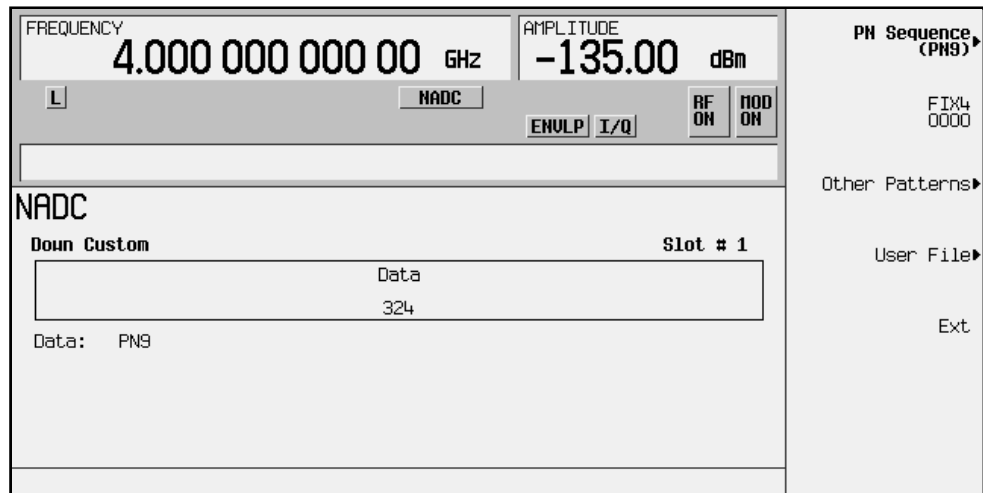 FREQUENCY
4.000 000 000 00 GHz
AMPLITUDE
-135.00 dBm
L
NADC
ENVLP
I/Q
RF ON
MOD ON
NADC
Down Custom
Slot # 1
Data
324
Data: PN9
PN Sequence
(PN9)
FIX4
0000
Other Patterns
User File
Ext